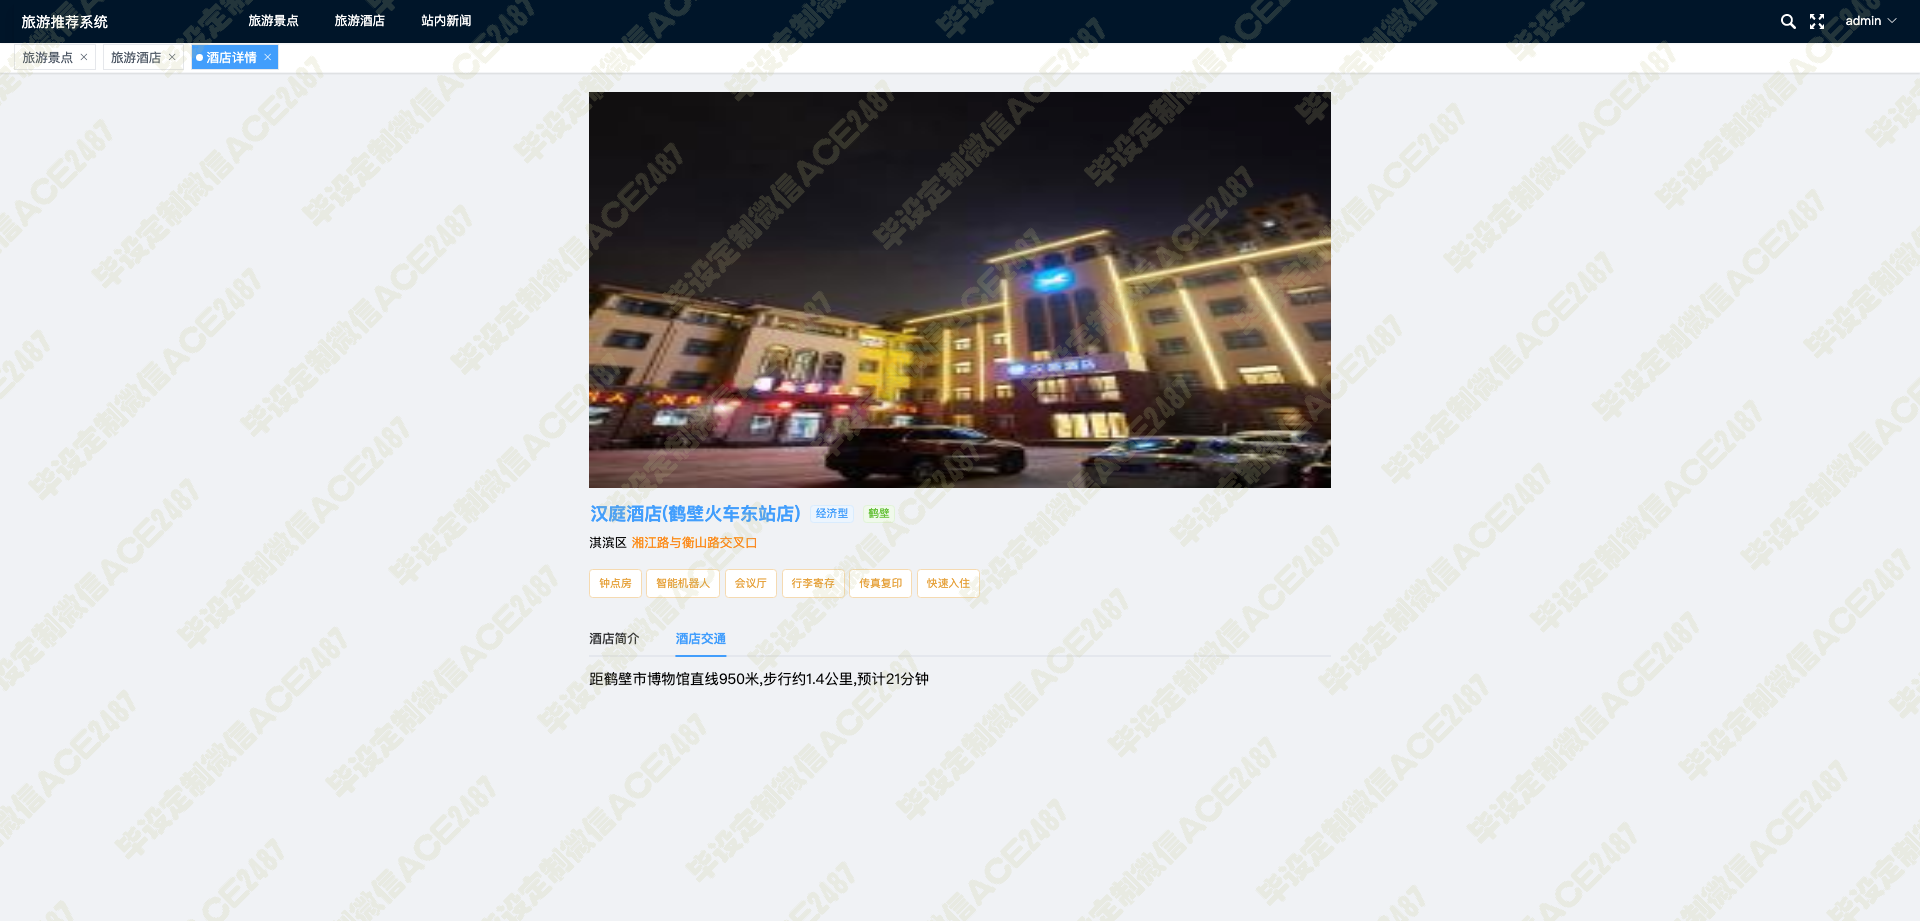 旅游推荐系统
旅游景点
旅游酒店
站内新闻
admin
旅游景点 ×
旅游酒店 ×
酒店详情 ×
汉庭酒店
汉庭酒店(鹤壁火车东站店)
经济型
鹤壁
淇滨区 湘江路与衡山路交叉口
钟点房
智能机器人
会议厅
行李寄存
传真复印
快速入住
酒店简介
酒店交通
距鹤壁市博物馆直线950米,步行约1.4公里,预计21分钟
毕设定制微信ACE2487